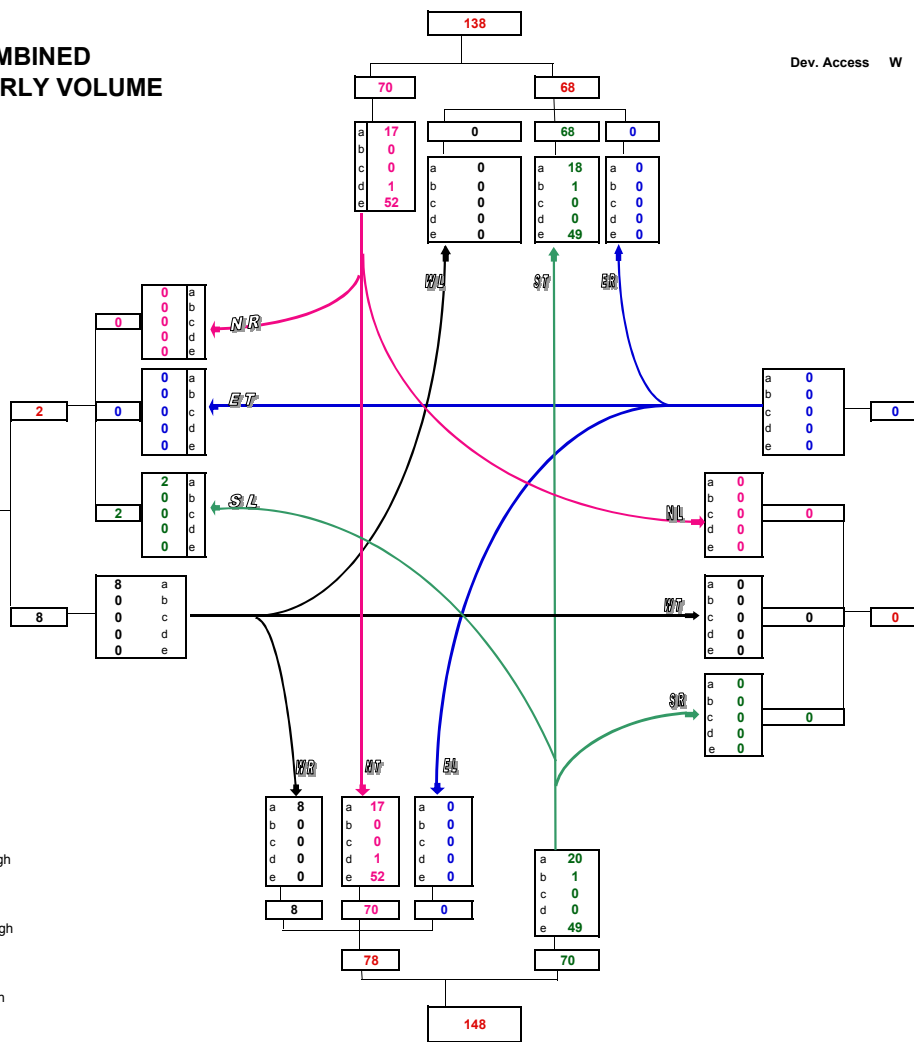 138
MBINED
RLY VOLUME
Dev. Access W
70
68
0
68
0
a 17
b 0
c 0
d 1
e 52
a 0
b 0
c 0
d 0
e 0
a 18
b 1
c 0
d 0
e 49
a 0
b 0
c 0
d 0
e 0
WL
ST
ER
0 a
0 b
0 c
0 d
0 e
0
NR
0 a
0 b
0 c
0 d
0 e
2
0
ET
a 0
b 0
c 0
d 0
e 0
0
2 a
0 b
0 c
0 d
0 e
2
SL
a 0
b 0
c 0
d 0
e 0
NL
0
8 a
0 b
0 c
0 d
0 e
8
a 0
b 0
c 0
d 0
e 0
WT
0
0
a 0
b 0
c 0
d 0
e 0
SR
0
WR
NT
EL
a 8
b 0
c 0
d 0
e 0
a 17
b 0
c 0
d 1
e 52
a 0
b 0
c 0
d 0
e 0
a 20
b 1
c 0
d 0
e 49
gh
8
70
0
gh
78
70
h
148